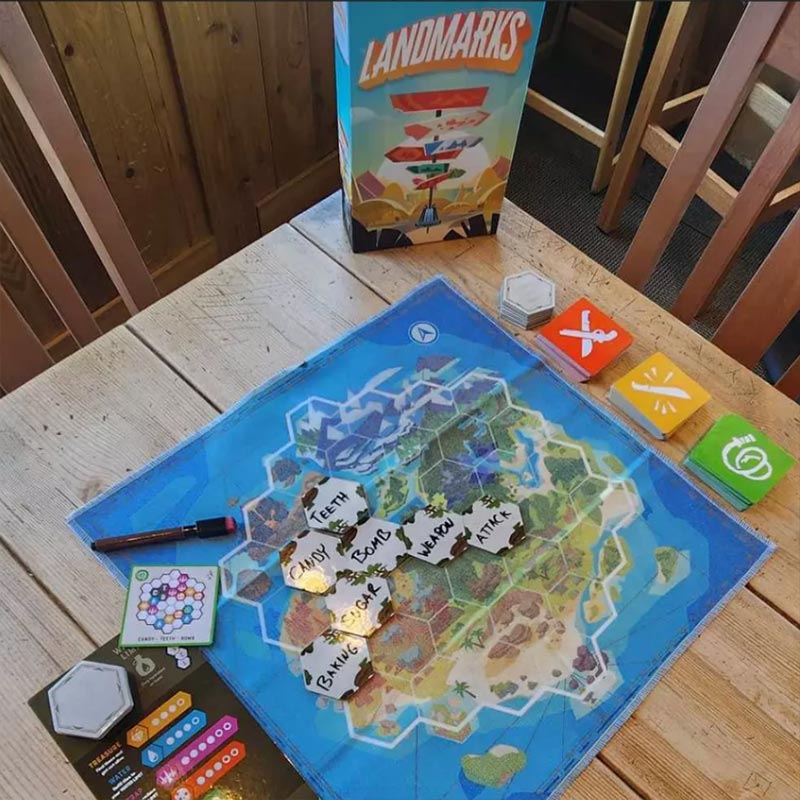 LANDMARKS
TEETH
CANDY
BOMB
WEAPON
ATTACK
SUGAR
BAKING
CANDY - TEETH - BOMB
TREASURE
WATER